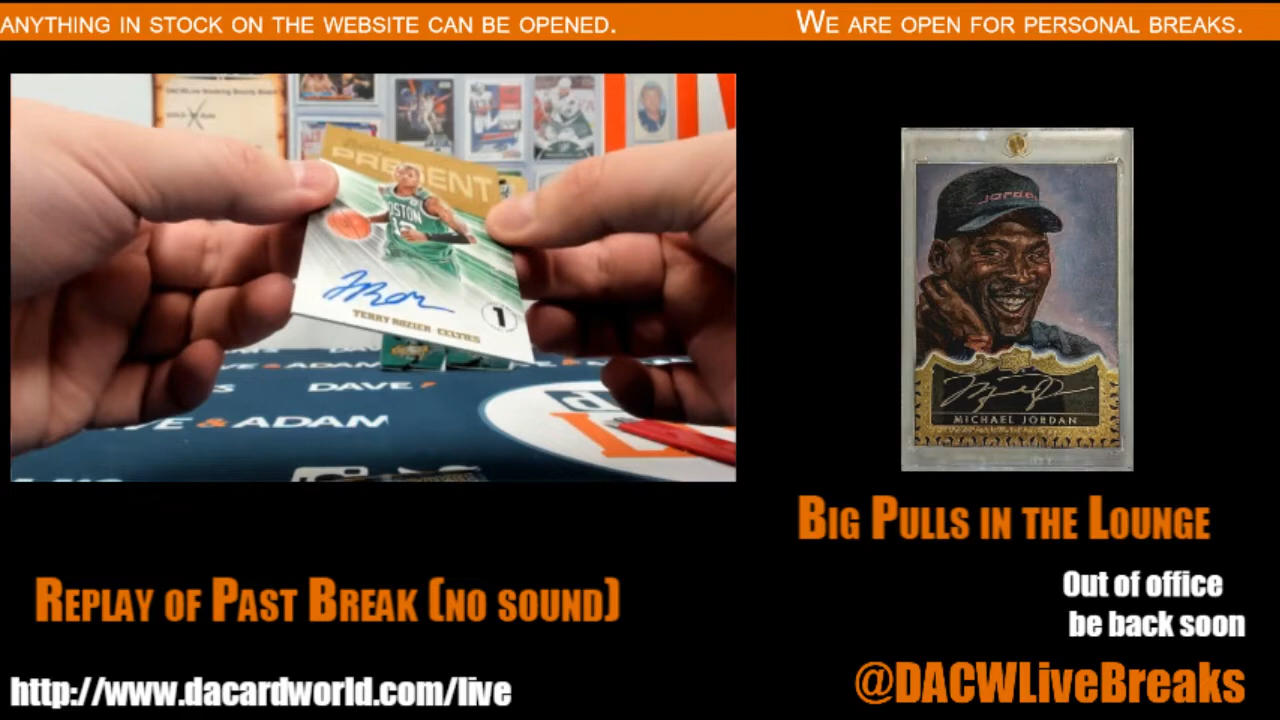 ANYTHING IN STOCK ON THE WEBSITE CAN BE OPENED.
WE ARE OPEN FOR PERSONAL BREAKS.
PRESENT
BOSTON
TERRY ROZIER CELTICS
1
DAVE
& ADAM
Jordan
MICHAEL JORDAN
BIG PULLS IN THE LOUNGE
Out of office
be back soon
REPLAY OF PAST BREAK (NO SOUND)
http://www.dacardworld.com/live
@DACWLiveBreaks